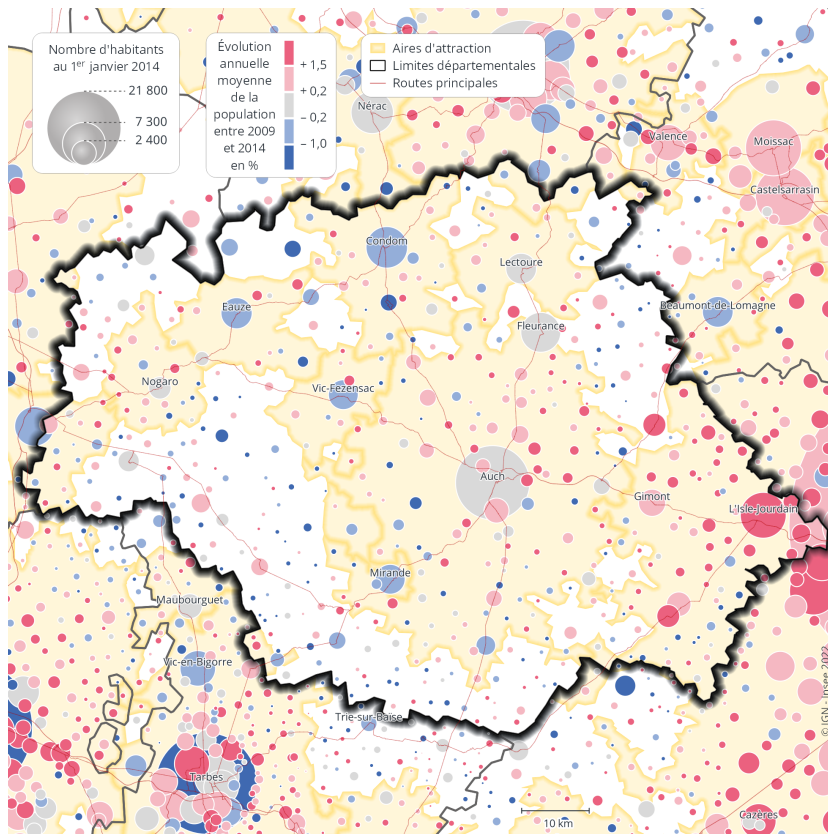 Nombre d'habitants
au 1er janvier 2014
21 800
7 300
2 400
Évolution
annuelle
moyenne
de la
population
entre 2009
et 2014
en %
+ 1,5
+ 0,2
– 0,2
– 1,0
Aires d'attraction
Limites départementales
Routes principales
Nérac
Valence
Moissac
Castelsarrasin
Condom
Lectoure
Eauze
Beaumont-de-Lomagne
Fleurance
Nogaro
Vic-Fezensac
Auch
Gimont
L'Isle-Jourdain
Mirande
Maubourguet
Vic-en-Bigorre
Trie-sur-Baïse
Tarbes
Cazères
10 km
© IGN - Insee 2022